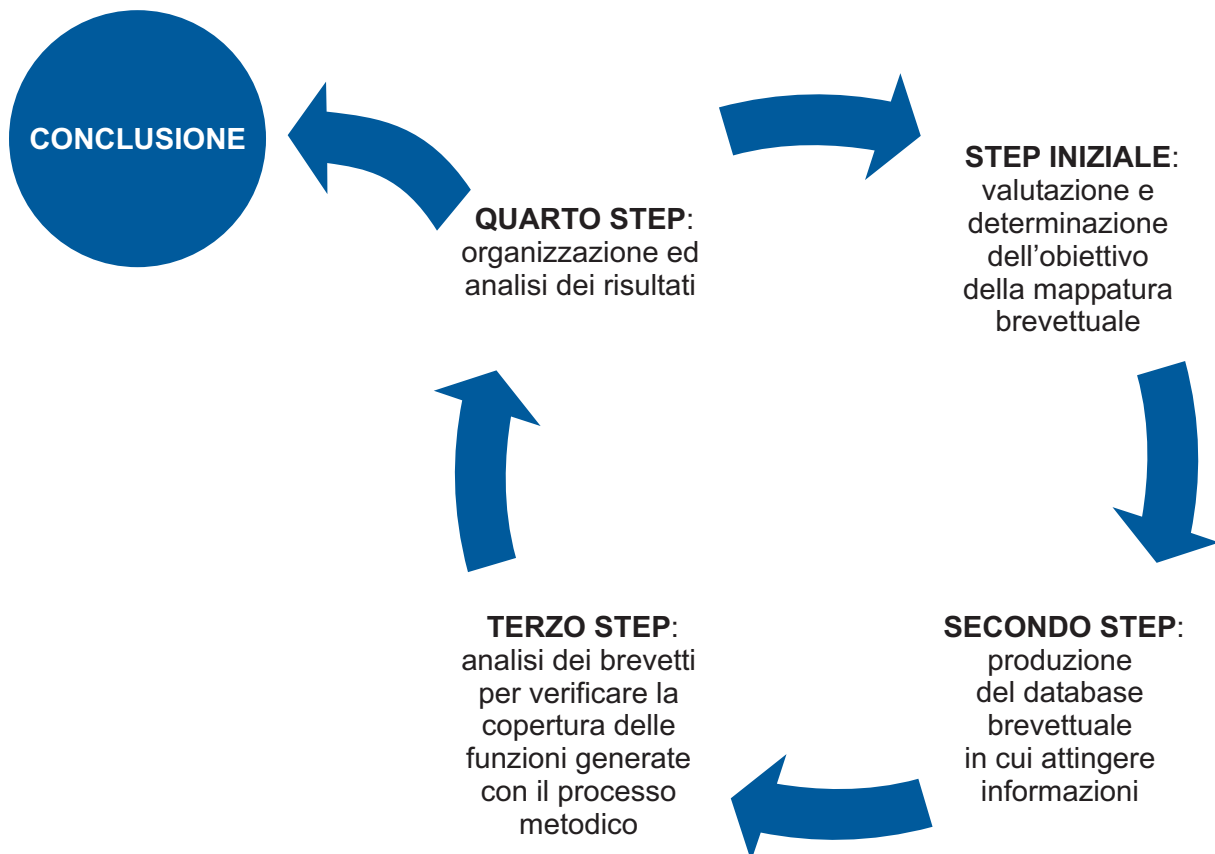 CONCLUSIONE
STEP INIZIALE:
valutazione e
determinazione
dell’obiettivo
della mappatura
brevettuale
SECONDO STEP:
produzione
del database
brevettuale
in cui attingere
informazioni
TERZO STEP:
analisi dei brevetti
per verificare la
copertura delle
funzioni generate
con il processo
metodico
QUARTO STEP:
organizzazione ed
analisi dei risultati